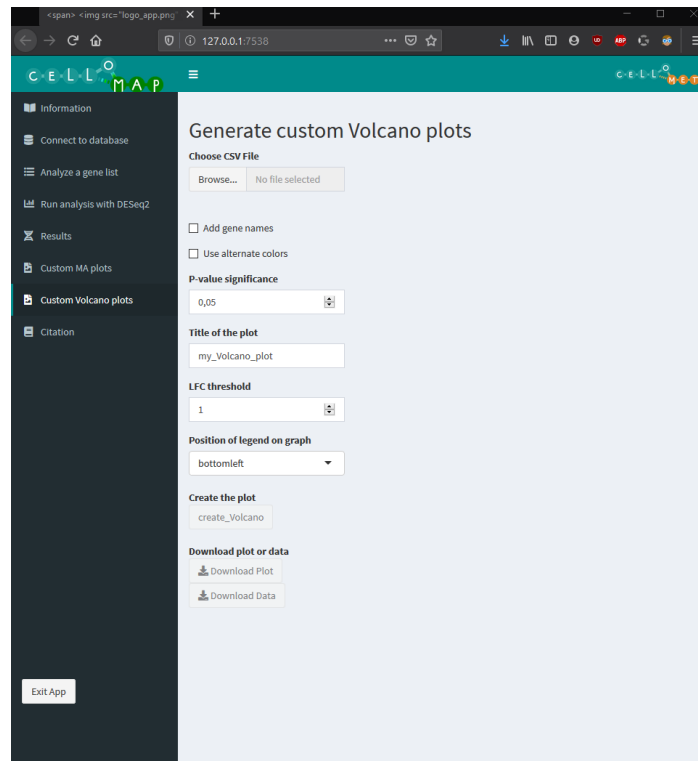 <span> <img src="logo_app.png"
127.0.0.1:7538
C·E·L·L O M A P
C·E·L·L O M·E·T
Information
Connect to database
Analyze a gene list
Run analysis with DESeq2
Results
Custom MA plots
Custom Volcano plots
Citation
Exit App
Generate custom Volcano plots
Choose CSV File
Browse... No file selected
Add gene names
Use alternate colors
P-value significance
0,05
Title of the plot
my_Volcano_plot
LFC threshold
1
Position of legend on graph
bottomleft
Create the plot
create_Volcano
Download plot or data
Download Plot
Download Data